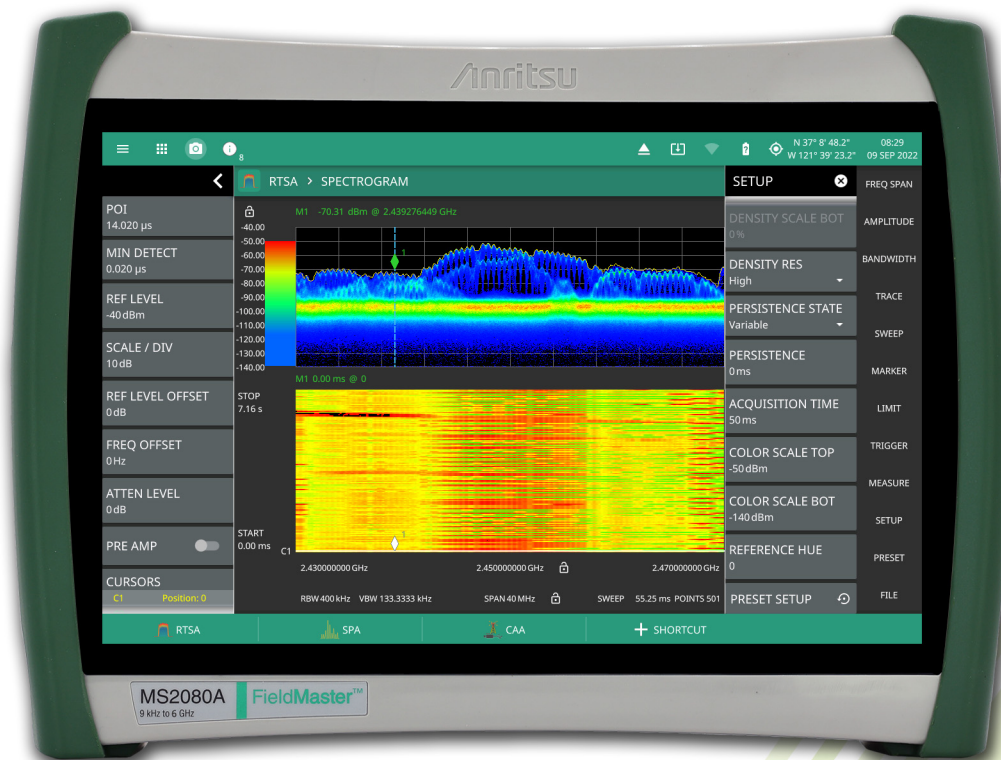 Anritsu
8
N 37° 8' 48.2"
W 121° 39' 23.2"
08:29
09 SEP 2022
RTSA > SPECTROGRAM
SETUP
FREQ SPAN
AMPLITUDE
BANDWIDTH
TRACE
SWEEP
MARKER
LIMIT
TRIGGER
MEASURE
SETUP
PRESET
FILE
POI
14.020 µs
MIN DETECT
0.020 µs
REF LEVEL
-40 dBm
SCALE / DIV
10 dB
REF LEVEL OFFSET
0 dB
FREQ OFFSET
0 Hz
ATTEN LEVEL
0 dB
PRE AMP
CURSORS
C1 Position: 0
M1 -70.31 dBm @ 2.439276449 GHz
-40.00
-50.00
-60.00
-70.00
-80.00
-90.00
-100.00
-110.00
-120.00
-130.00
-140.00
1
M1 0.00 ms @ 0
STOP
7.16 s
START
0.00 ms
C1
1
2.430000000 GHz
2.450000000 GHz
2.470000000 GHz
RBW 400 kHz VBW 133.3333 kHz SPAN 40 MHz SWEEP 55.25 ms POINTS 501
DENSITY SCALE BOT
0 %
DENSITY RES
High
PERSISTENCE STATE
Variable
PERSISTENCE
0 ms
ACQUISITION TIME
50 ms
COLOR SCALE TOP
-50 dBm
COLOR SCALE BOT
-140 dBm
REFERENCE HUE
0
PRESET SETUP
RTSA
SPA
CAA
+ SHORTCUT
MS2080A
9 kHz to 6 GHz
FieldMaster™